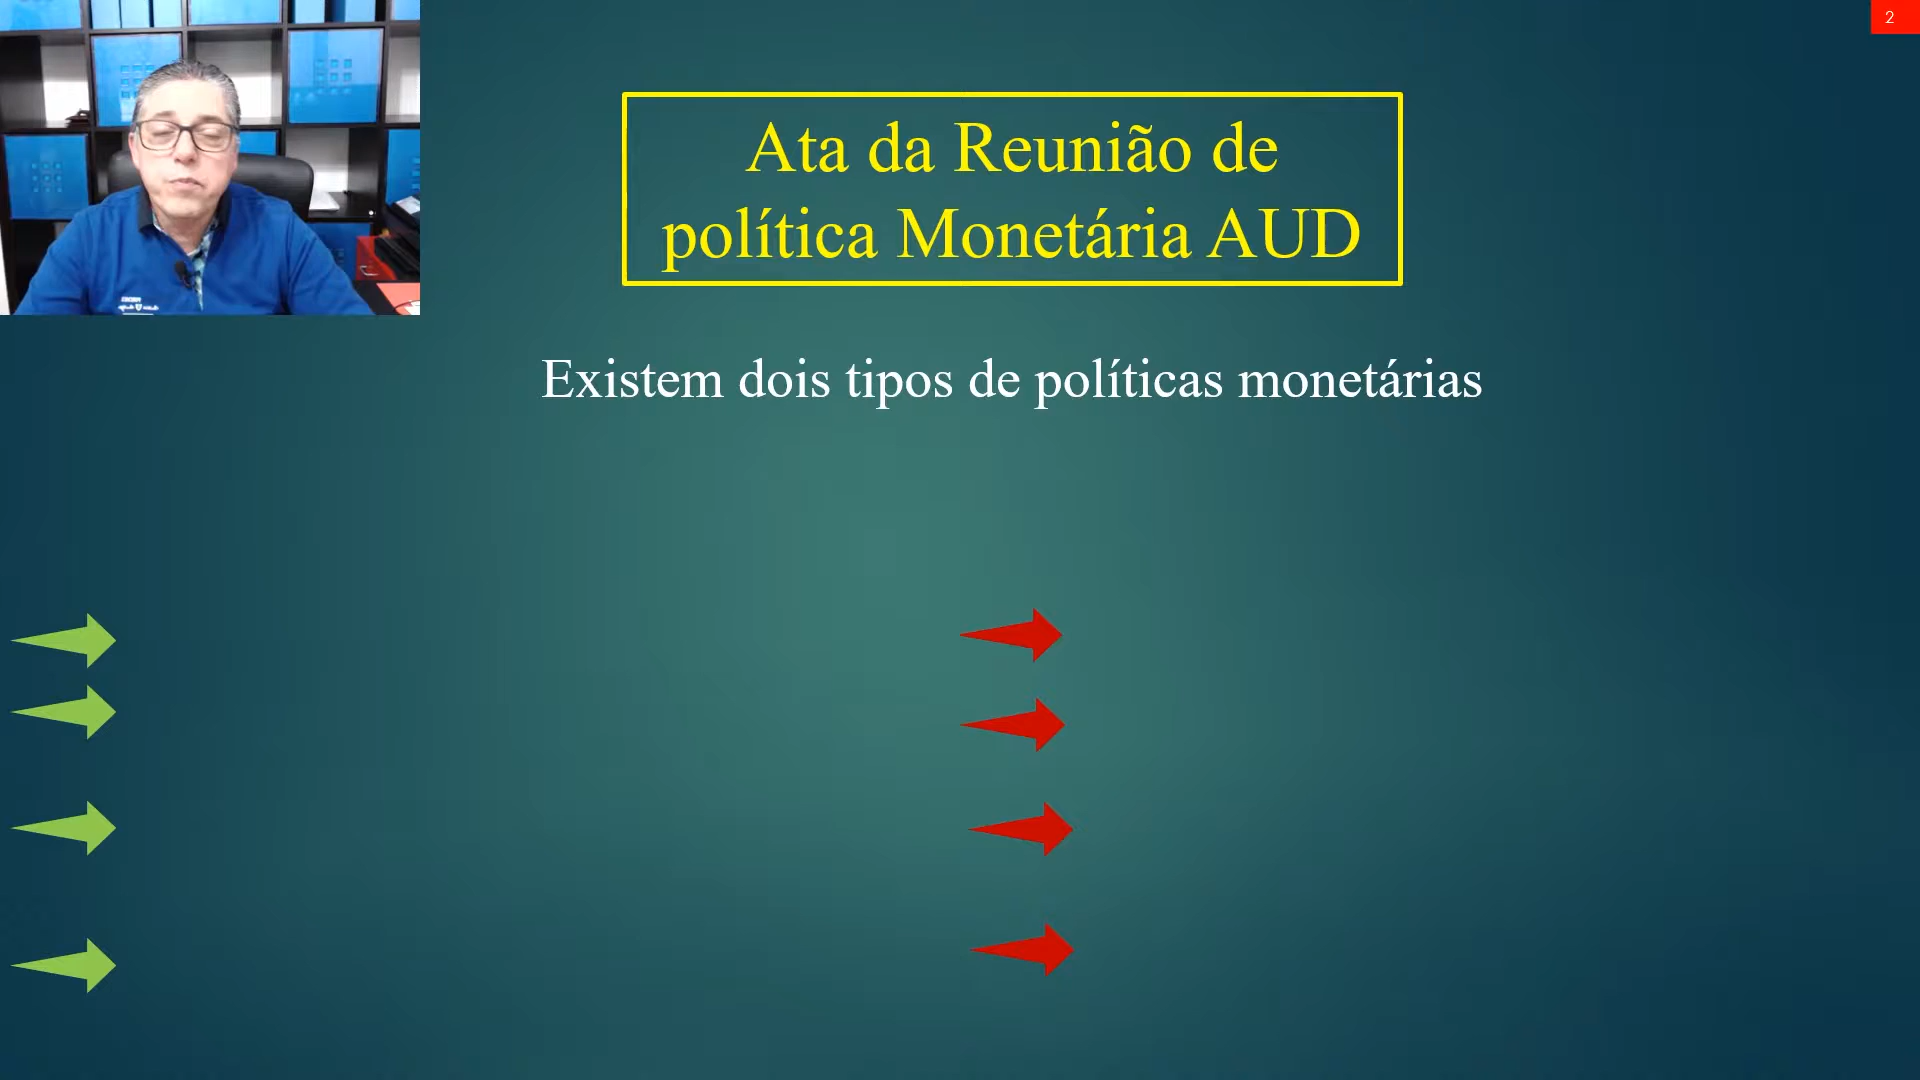 2
Ata da Reunião de
política Monetária AUD
Existem dois tipos de políticas monetárias